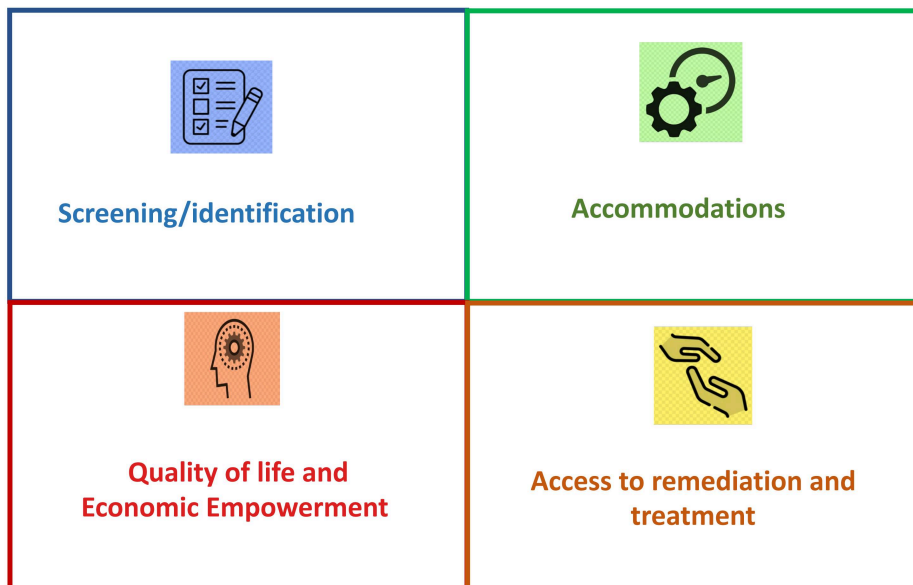 Screening/identification
Accommodations
Quality of life and
Economic Empowerment
Access to remediation and
treatment